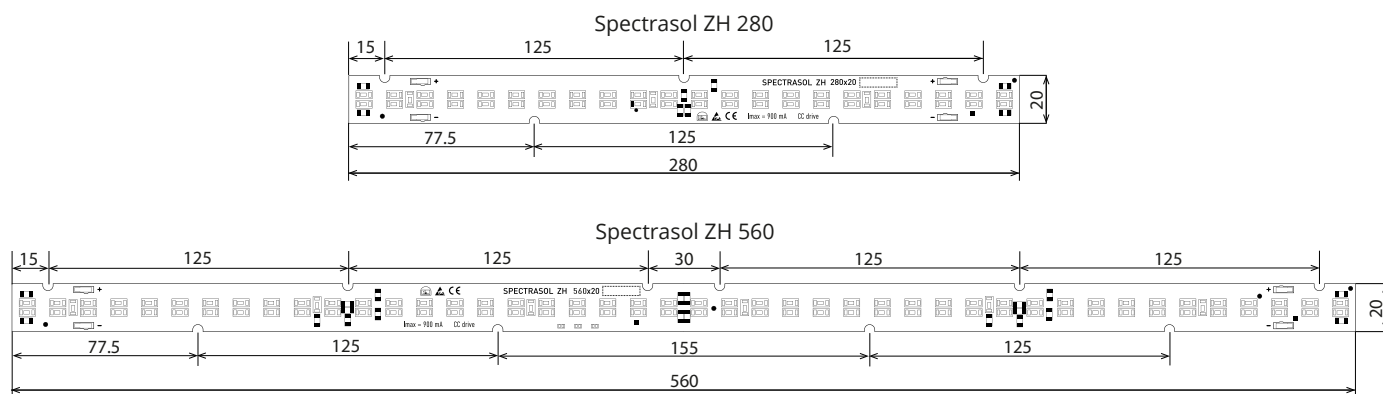 Spectrasol ZH 280
15 125 125
+ SPECTRASOL ZH 280x20 +
20
- Imax = 900 mA CC drive -
77.5 125
280
Spectrasol ZH 560
15 125 125 30 125 125
+ SPECTRASOL ZH 560x20 +
20
- Imax = 900 mA CC drive -
77.5 125 155 125
560